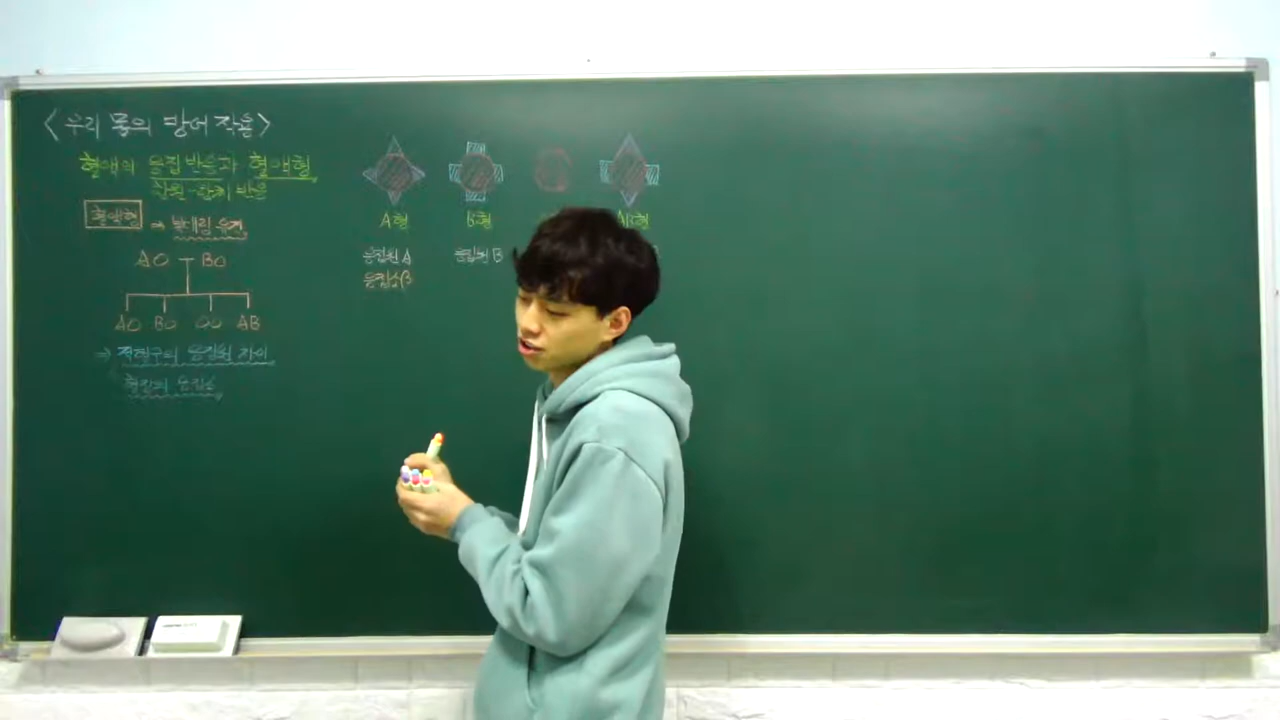 <우리 몸의 방어 작용>
혈액의 응집 반응과 혈액형
항원-항체 반응
혈액형 ⇒ 복대립 유전
AO BO
AO BO OO AB
⇒ 적혈구의 응집원 차이
혈장의 응집소
A형 B형 AB형
응집원 A 응집원 B
응집소 β